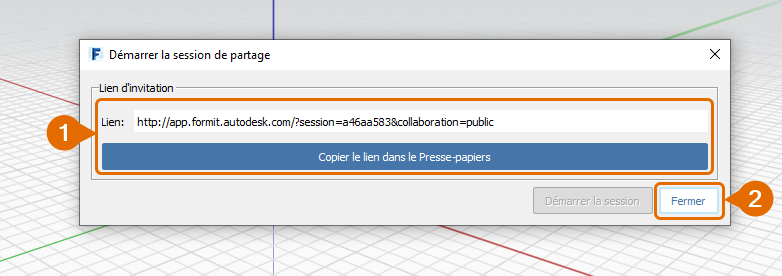 F Démarrer la session de partage
Lien d'invitation
1
Lien: http://app.formit.autodesk.com/?session=a46aa583&collaboration=public
Copier le lien dans le Presse-papiers
Démarrer la session Fermer 2